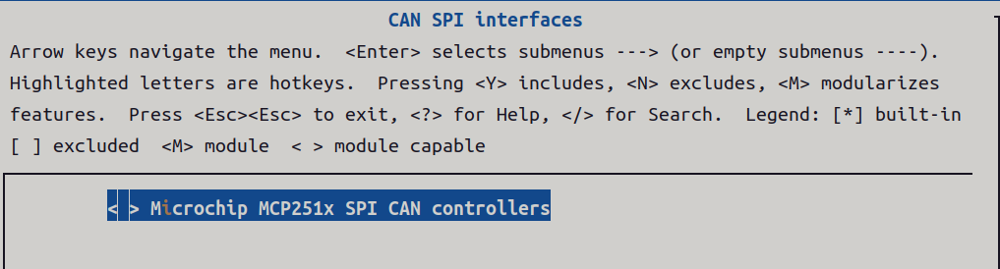 CAN SPI interfaces
Arrow keys navigate the menu.  <Enter> selects submenus ---> (or empty submenus ----).
Highlighted letters are hotkeys.  Pressing <Y> includes, <N> excludes, <M> modularizes
features.  Press <Esc><Esc> to exit, <?> for Help, </> for Search.  Legend: [*] built-in
[ ] excluded  <M> module  < > module capable
< > Microchip MCP251x SPI CAN controllers